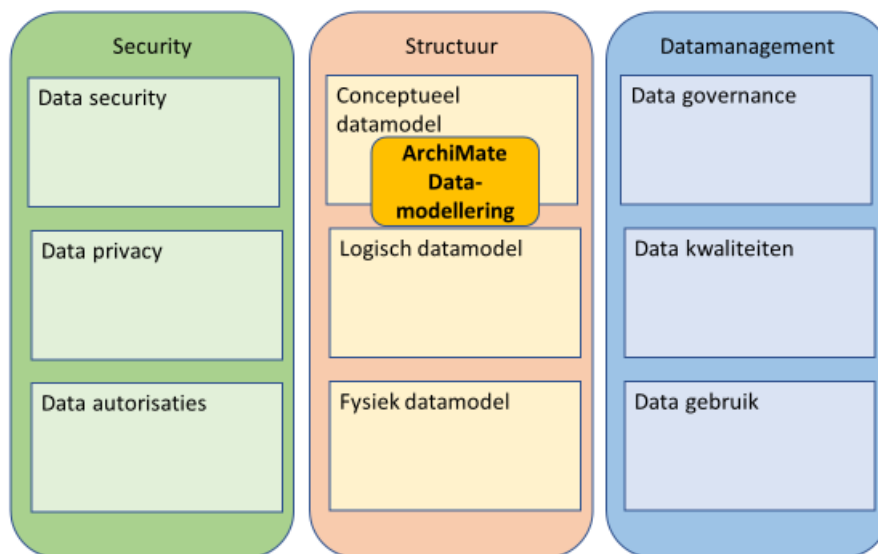 Security
Data security
Data privacy
Data autorisaties
Structuur
Conceptueel
datamodel
ArchiMate
Data-
modellering
Logisch datamodel
Fysiek datamodel
Datamanagement
Data governance
Data kwaliteiten
Data gebruik